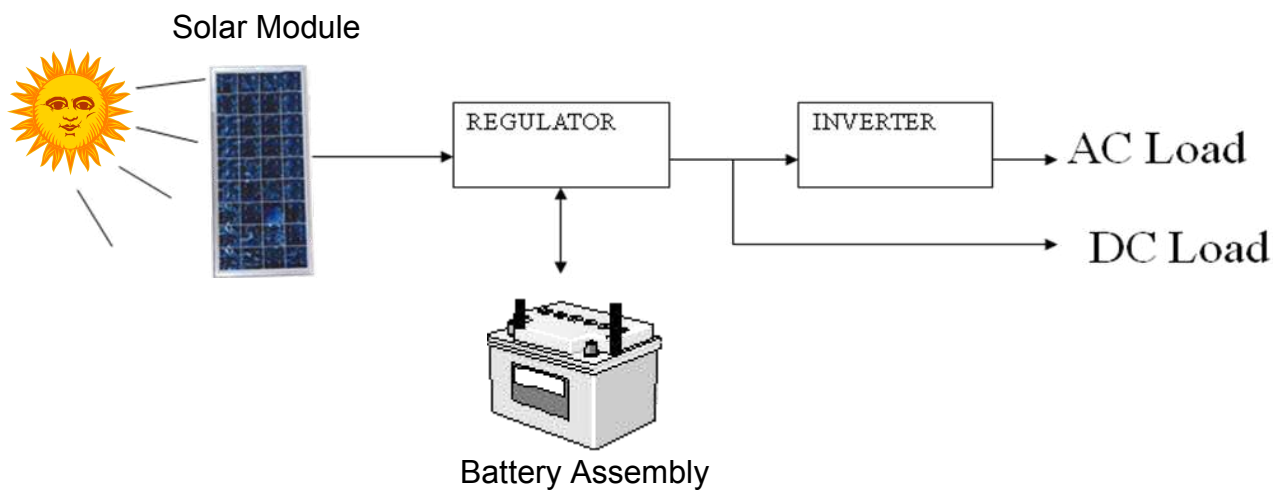 Solar Module
REGULATOR
INVERTER
AC Load
DC Load
Battery Assembly